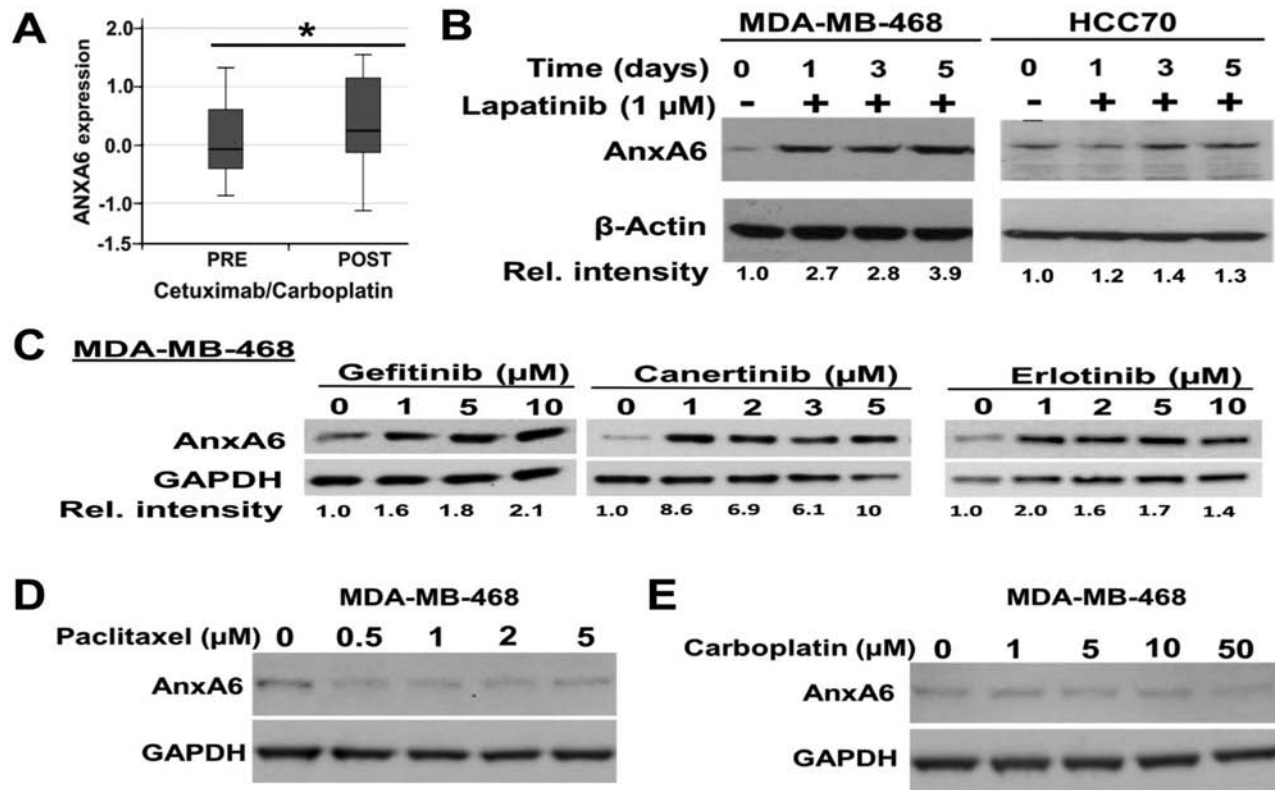 A
2.0
*
1.0
0.0
-1.0
-1.5
ANXA6 expression
PRE POST
Cetuximab/Carboplatin
B
MDA-MB-468 HCC70
Time (days) 0 1 3 5 0 1 3 5
Lapatinib (1 µM) - + + + - + + +
AnxA6
β-Actin
Rel. intensity 1.0 2.7 2.8 3.9 1.0 1.2 1.4 1.3
C MDA-MB-468
Gefitinib (µM) Canertinib (µM) Erlotinib (µM)
0 1 5 10 0 1 2 3 5 0 1 2 5 10
AnxA6
GAPDH
Rel. intensity 1.0 1.6 1.8 2.1 1.0 8.6 6.9 6.1 10 1.0 2.0 1.6 1.7 1.4
D
MDA-MB-468
Paclitaxel (µM) 0 0.5 1 2 5
AnxA6
GAPDH
E
MDA-MB-468
Carboplatin (µM) 0 1 5 10 50
AnxA6
GAPDH